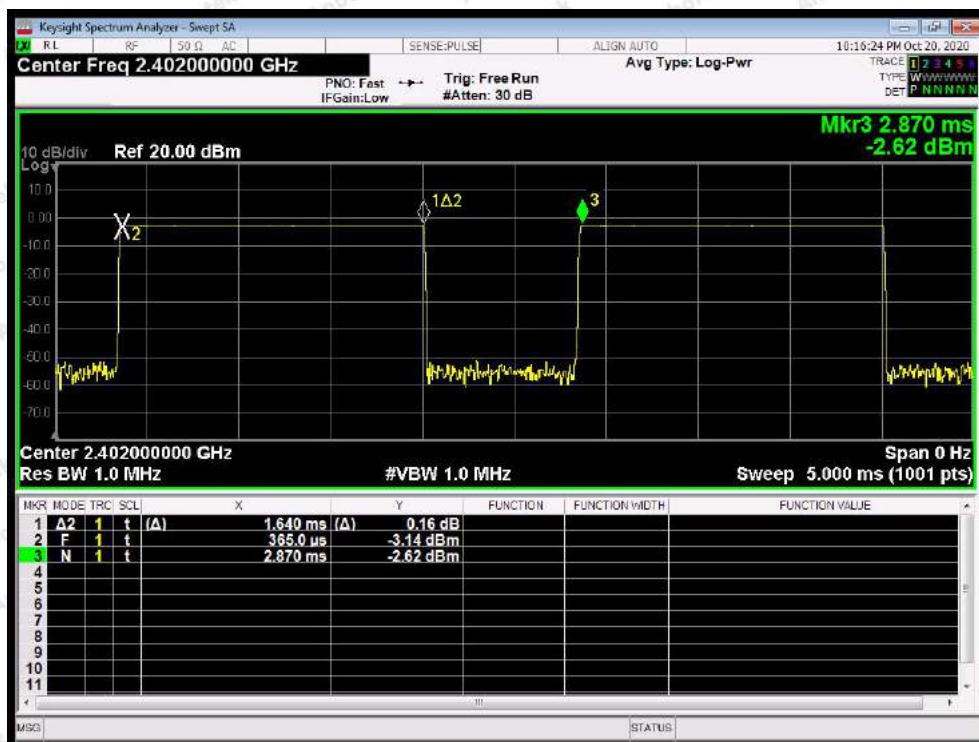 Keysight Spectrum Analyzer - Swept SA
LXI RL RF 50 Ω AC SENSE:PULSE ALIGN AUTO 10:16:24 PM Oct 20, 2020
Center Freq 2.402000000 GHz Avg Type: Log-Pwr TRACE 1 2 3 4 5 6
PNO: Fast Trig: Free Run TYPE WWWWWW
IFGain:Low #Atten: 30 dB DET P N N N N N
Mkr3 2.870 ms
10 dB/div Ref 20.00 dBm -2.62 dBm
Log
10.0
1Δ2 3
0.00
2
-10.0
-20.0
-30.0
-40.0
-50.0
-60.0
-70.0
Center 2.402000000 GHz Span 0 Hz
Res BW 1.0 MHz #VBW 1.0 MHz Sweep 5.000 ms (1001 pts)
MKR MODE TRC SCL X Y FUNCTION FUNCTION WIDTH FUNCTION VALUE
1 Δ2 1 t (Δ) 1.640 ms (Δ) 0.16 dB
2 F 1 t 365.0 µs -3.14 dBm
3 N 1 t 2.870 ms -2.62 dBm
4
5
6
7
8
9
10
11
MSG STATUS